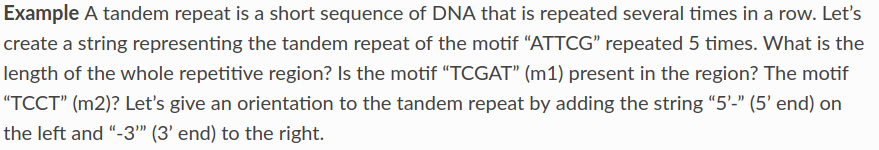 Example A tandem repeat is a short sequence of DNA that is repeated several times in a row. Let’s
create a string representing the tandem repeat of the motif “ATTCG” repeated 5 times. What is the
length of the whole repetitive region? Is the motif “TCGAT” (m1) present in the region? The motif
“TCCT” (m2)? Let’s give an orientation to the tandem repeat by adding the string “5’-” (5’ end) on
the left and “-3’” (3’ end) to the right.